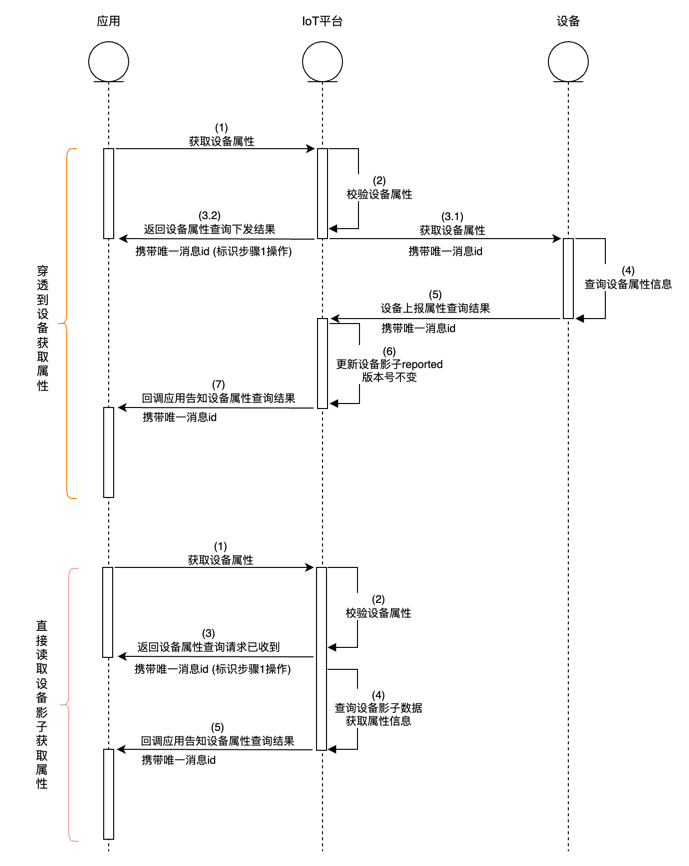 应用
IoT平台
设备
(1)
获取设备属性
(2)
校验设备属性
(3.2)
返回设备属性查询下发结果
携带唯一消息id (标识步骤1操作)
(3.1)
获取设备属性
携带唯一消息id
(4)
查询设备属性信息
(5)
设备上报属性查询结果
携带唯一消息id
(6)
更新设备影子reported
版本号不变
(7)
回调应用告知设备属性查询结果
携带唯一消息id
穿透到设备获取属性
(1)
获取设备属性
(2)
校验设备属性
(3)
返回设备属性查询请求已收到
携带唯一消息id (标识步骤1操作)
(4)
查询设备影子数据
获取属性信息
(5)
回调应用告知设备属性查询结果
携带唯一消息id
直接读取设备影子获取属性